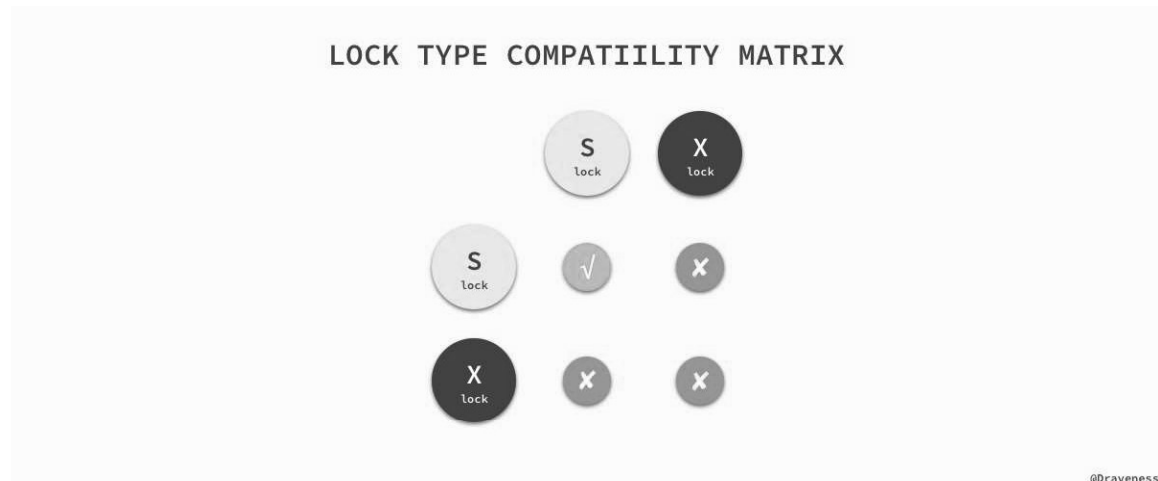 LOCK TYPE COMPATIILITY MATRIX
S lock X lock
S lock √ ✘
X lock ✘ ✘
@Draveness